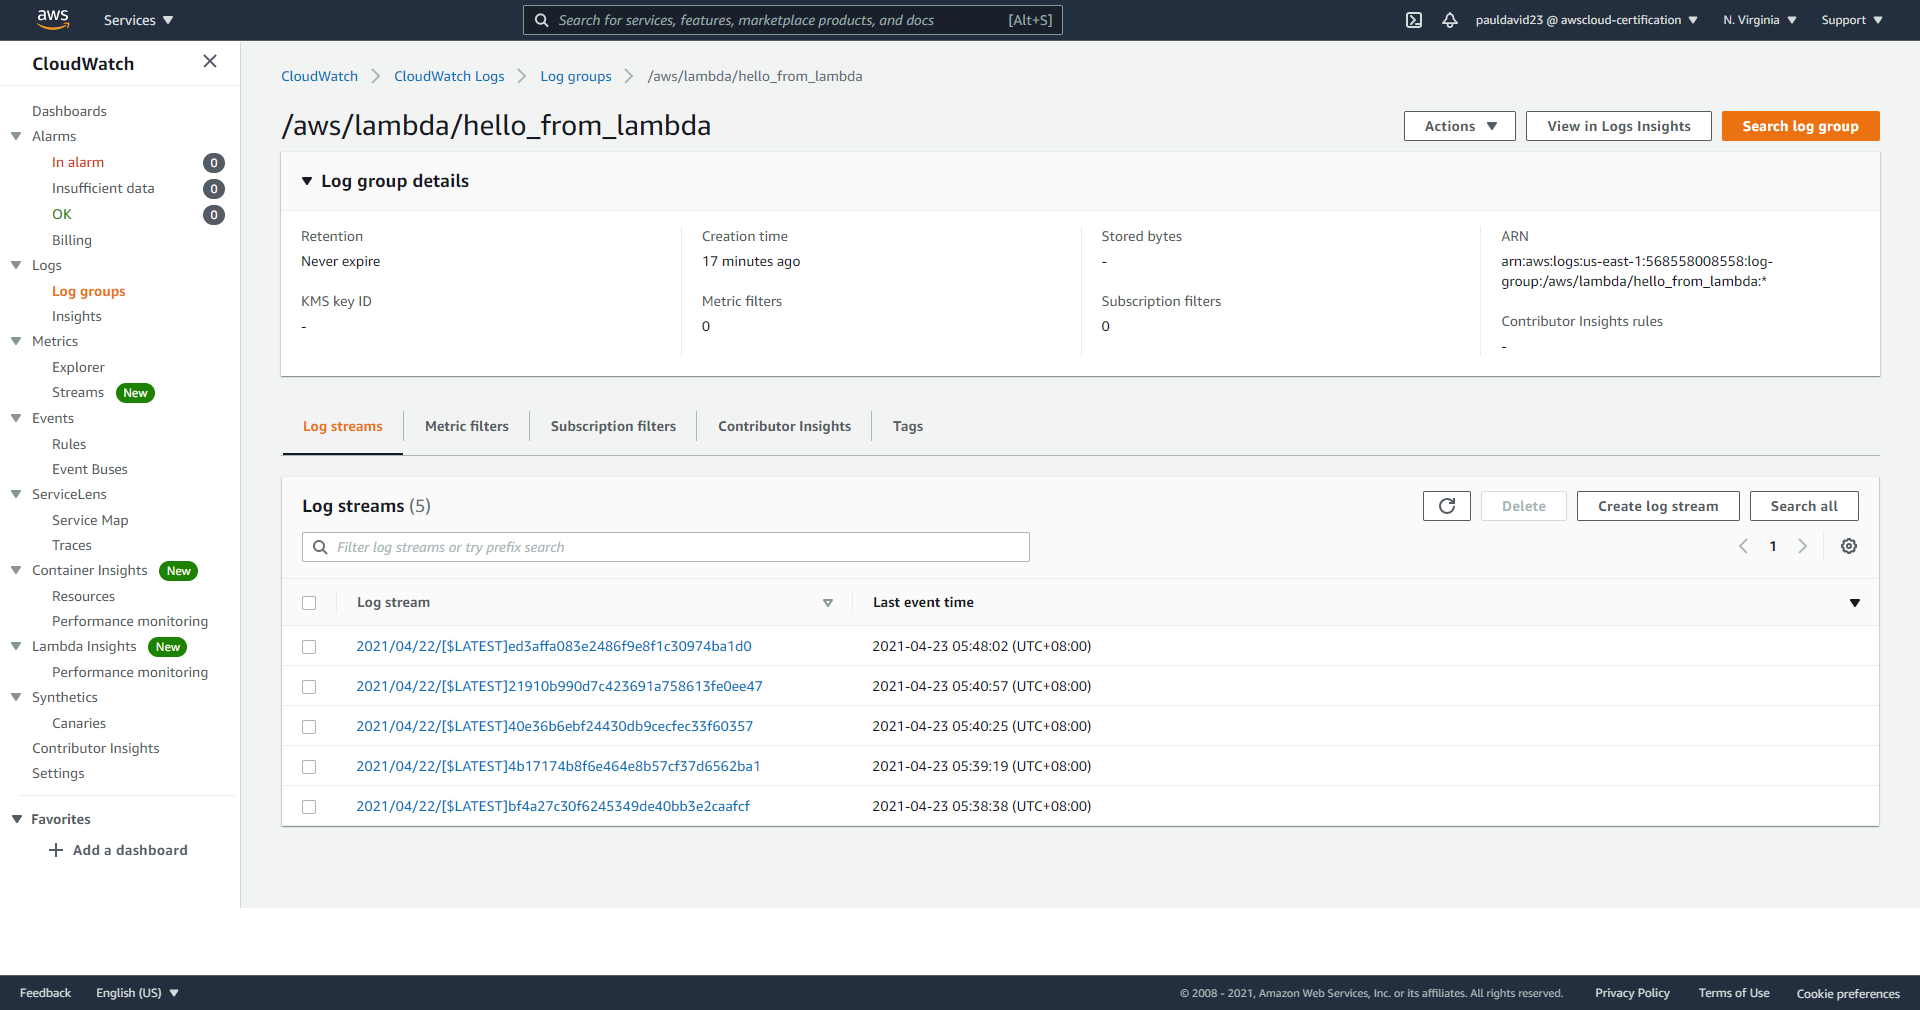 aws
Services
Search for services, features, marketplace products, and docs [Alt+S]
pauldavid23 @ awscloud-certification
N. Virginia
Support
CloudWatch
Dashboards
Alarms
In alarm 0
Insufficient data 0
OK 0
Billing
Logs
Log groups
Insights
Metrics
Explorer
Streams New
Events
Rules
Event Buses
ServiceLens
Service Map
Traces
Container Insights New
Resources
Performance monitoring
Lambda Insights New
Performance monitoring
Synthetics
Canaries
Contributor Insights
Settings
Favorites
Add a dashboard
CloudWatch CloudWatch Logs Log groups /aws/lambda/hello_from_lambda
/aws/lambda/hello_from_lambda
Actions View in Logs Insights Search log group
Log group details
Retention
Never expire
KMS key ID
-
Creation time
17 minutes ago
Metric filters
0
Stored bytes
-
Subscription filters
0
ARN
arn:aws:logs:us-east-1:568558008558:log-
group:/aws/lambda/hello_from_lambda:*
Contributor Insights rules
-
Log streams Metric filters Subscription filters Contributor Insights Tags
Log streams (5)
Delete Create log stream Search all
Filter log streams or try prefix search
1
Log stream Last event time
2021/04/22/[$LATEST]ed3affa083e2486f9e8f1c30974ba1d0 2021-04-23 05:48:02 (UTC+08:00)
2021/04/22/[$LATEST]21910b990d7c423691a758613fe0ee47 2021-04-23 05:40:57 (UTC+08:00)
2021/04/22/[$LATEST]40e36b6ebf24430db9cecfec33f60357 2021-04-23 05:40:25 (UTC+08:00)
2021/04/22/[$LATEST]4b17174b8f6e464e8b57cf37d6562ba1 2021-04-23 05:39:19 (UTC+08:00)
2021/04/22/[$LATEST]bf4a27c30f6245349de40bb3e2caafcf 2021-04-23 05:38:38 (UTC+08:00)
Feedback English (US)
© 2008 - 2021, Amazon Web Services, Inc. or its affiliates. All rights reserved. Privacy Policy Terms of Use Cookie preferences